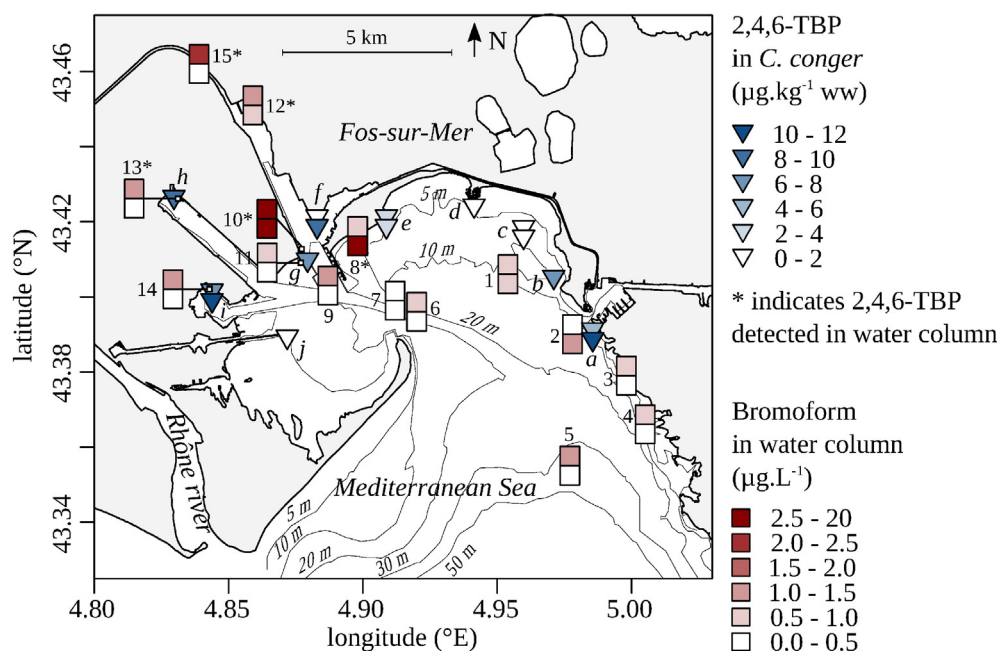 43.46
43.42
43.38
43.34
latitude (°N)
4.80
4.85
4.90
4.95
5.00
longitude (°E)
5 km
N
Fos-sur-Mer
Mediterranean Sea
Rhône river
15*
12*
13*
h
10*
f
e
5 m
d
c
11
g
8*
10 m
1
b
14
i
9
7
6
20 m
2
a
j
3
4
5
5 m
10 m
20 m
30 m
50 m
2,4,6-TBP
in C. conger
(µg.kg⁻¹ ww)
10 - 12
8 - 10
6 - 8
4 - 6
2 - 4
0 - 2
* indicates 2,4,6-TBP
detected in water column
Bromoform
in water column
(µg.L⁻¹)
2.5 - 20
2.0 - 2.5
1.5 - 2.0
1.0 - 1.5
0.5 - 1.0
0.0 - 0.5